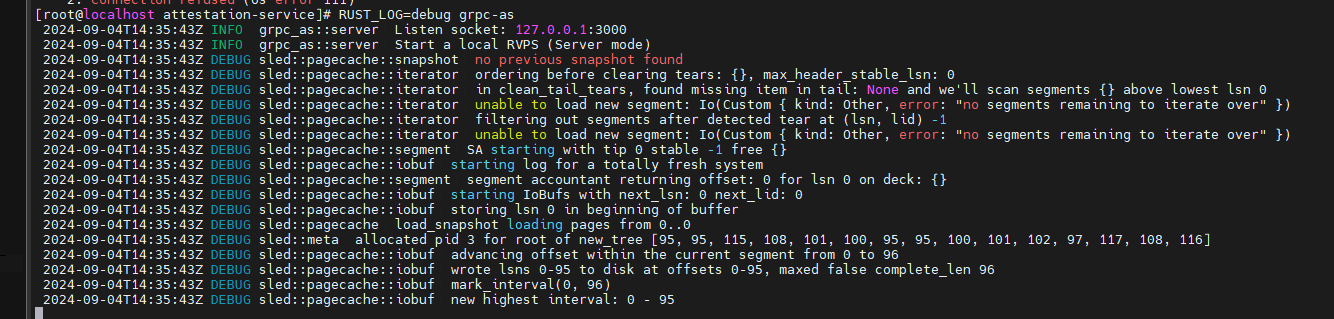 2. connection refused (os error 111)
[root@localhost attestation-service]# RUST_LOG=debug grpc-as
2024-09-04T14:35:43Z INFO  grpc_as::server  Listen socket: 127.0.0.1:3000
2024-09-04T14:35:43Z INFO  grpc_as::server  Start a local RVPS (Server mode)
2024-09-04T14:35:43Z DEBUG sled::pagecache::snapshot  no previous snapshot found
2024-09-04T14:35:43Z DEBUG sled::pagecache::iterator  ordering before clearing tears: {}, max_header_stable_lsn: 0
2024-09-04T14:35:43Z DEBUG sled::pagecache::iterator  in clean_tail_tears, found missing item in tail: None and we'll scan segments {} above lowest lsn 0
2024-09-04T14:35:43Z DEBUG sled::pagecache::iterator  unable to load new segment: Io(Custom { kind: Other, error: "no segments remaining to iterate over" })
2024-09-04T14:35:43Z DEBUG sled::pagecache::iterator  filtering out segments after detected tear at (lsn, lid) -1
2024-09-04T14:35:43Z DEBUG sled::pagecache::iterator  unable to load new segment: Io(Custom { kind: Other, error: "no segments remaining to iterate over" })
2024-09-04T14:35:43Z DEBUG sled::pagecache::segment  SA starting with tip 0 stable -1 free {}
2024-09-04T14:35:43Z DEBUG sled::pagecache::iobuf  starting log for a totally fresh system
2024-09-04T14:35:43Z DEBUG sled::pagecache::segment  segment accountant returning offset: 0 for lsn 0 on deck: {}
2024-09-04T14:35:43Z DEBUG sled::pagecache::iobuf  starting IoBufs with next_lsn: 0 next_lid: 0
2024-09-04T14:35:43Z DEBUG sled::pagecache::iobuf  storing lsn 0 in beginning of buffer
2024-09-04T14:35:43Z DEBUG sled::pagecache  load_snapshot loading pages from 0..0
2024-09-04T14:35:43Z DEBUG sled::meta  allocated pid 3 for root of new_tree [95, 95, 115, 108, 101, 100, 95, 95, 100, 101, 102, 97, 117, 108, 116]
2024-09-04T14:35:43Z DEBUG sled::pagecache::iobuf  advancing offset within the current segment from 0 to 96
2024-09-04T14:35:43Z DEBUG sled::pagecache::iobuf  wrote lsns 0-95 to disk at offsets 0-95, maxed false complete_len 96
2024-09-04T14:35:43Z DEBUG sled::pagecache::iobuf  mark_interval(0, 96)
2024-09-04T14:35:43Z DEBUG sled::pagecache::iobuf  new highest interval: 0 - 95